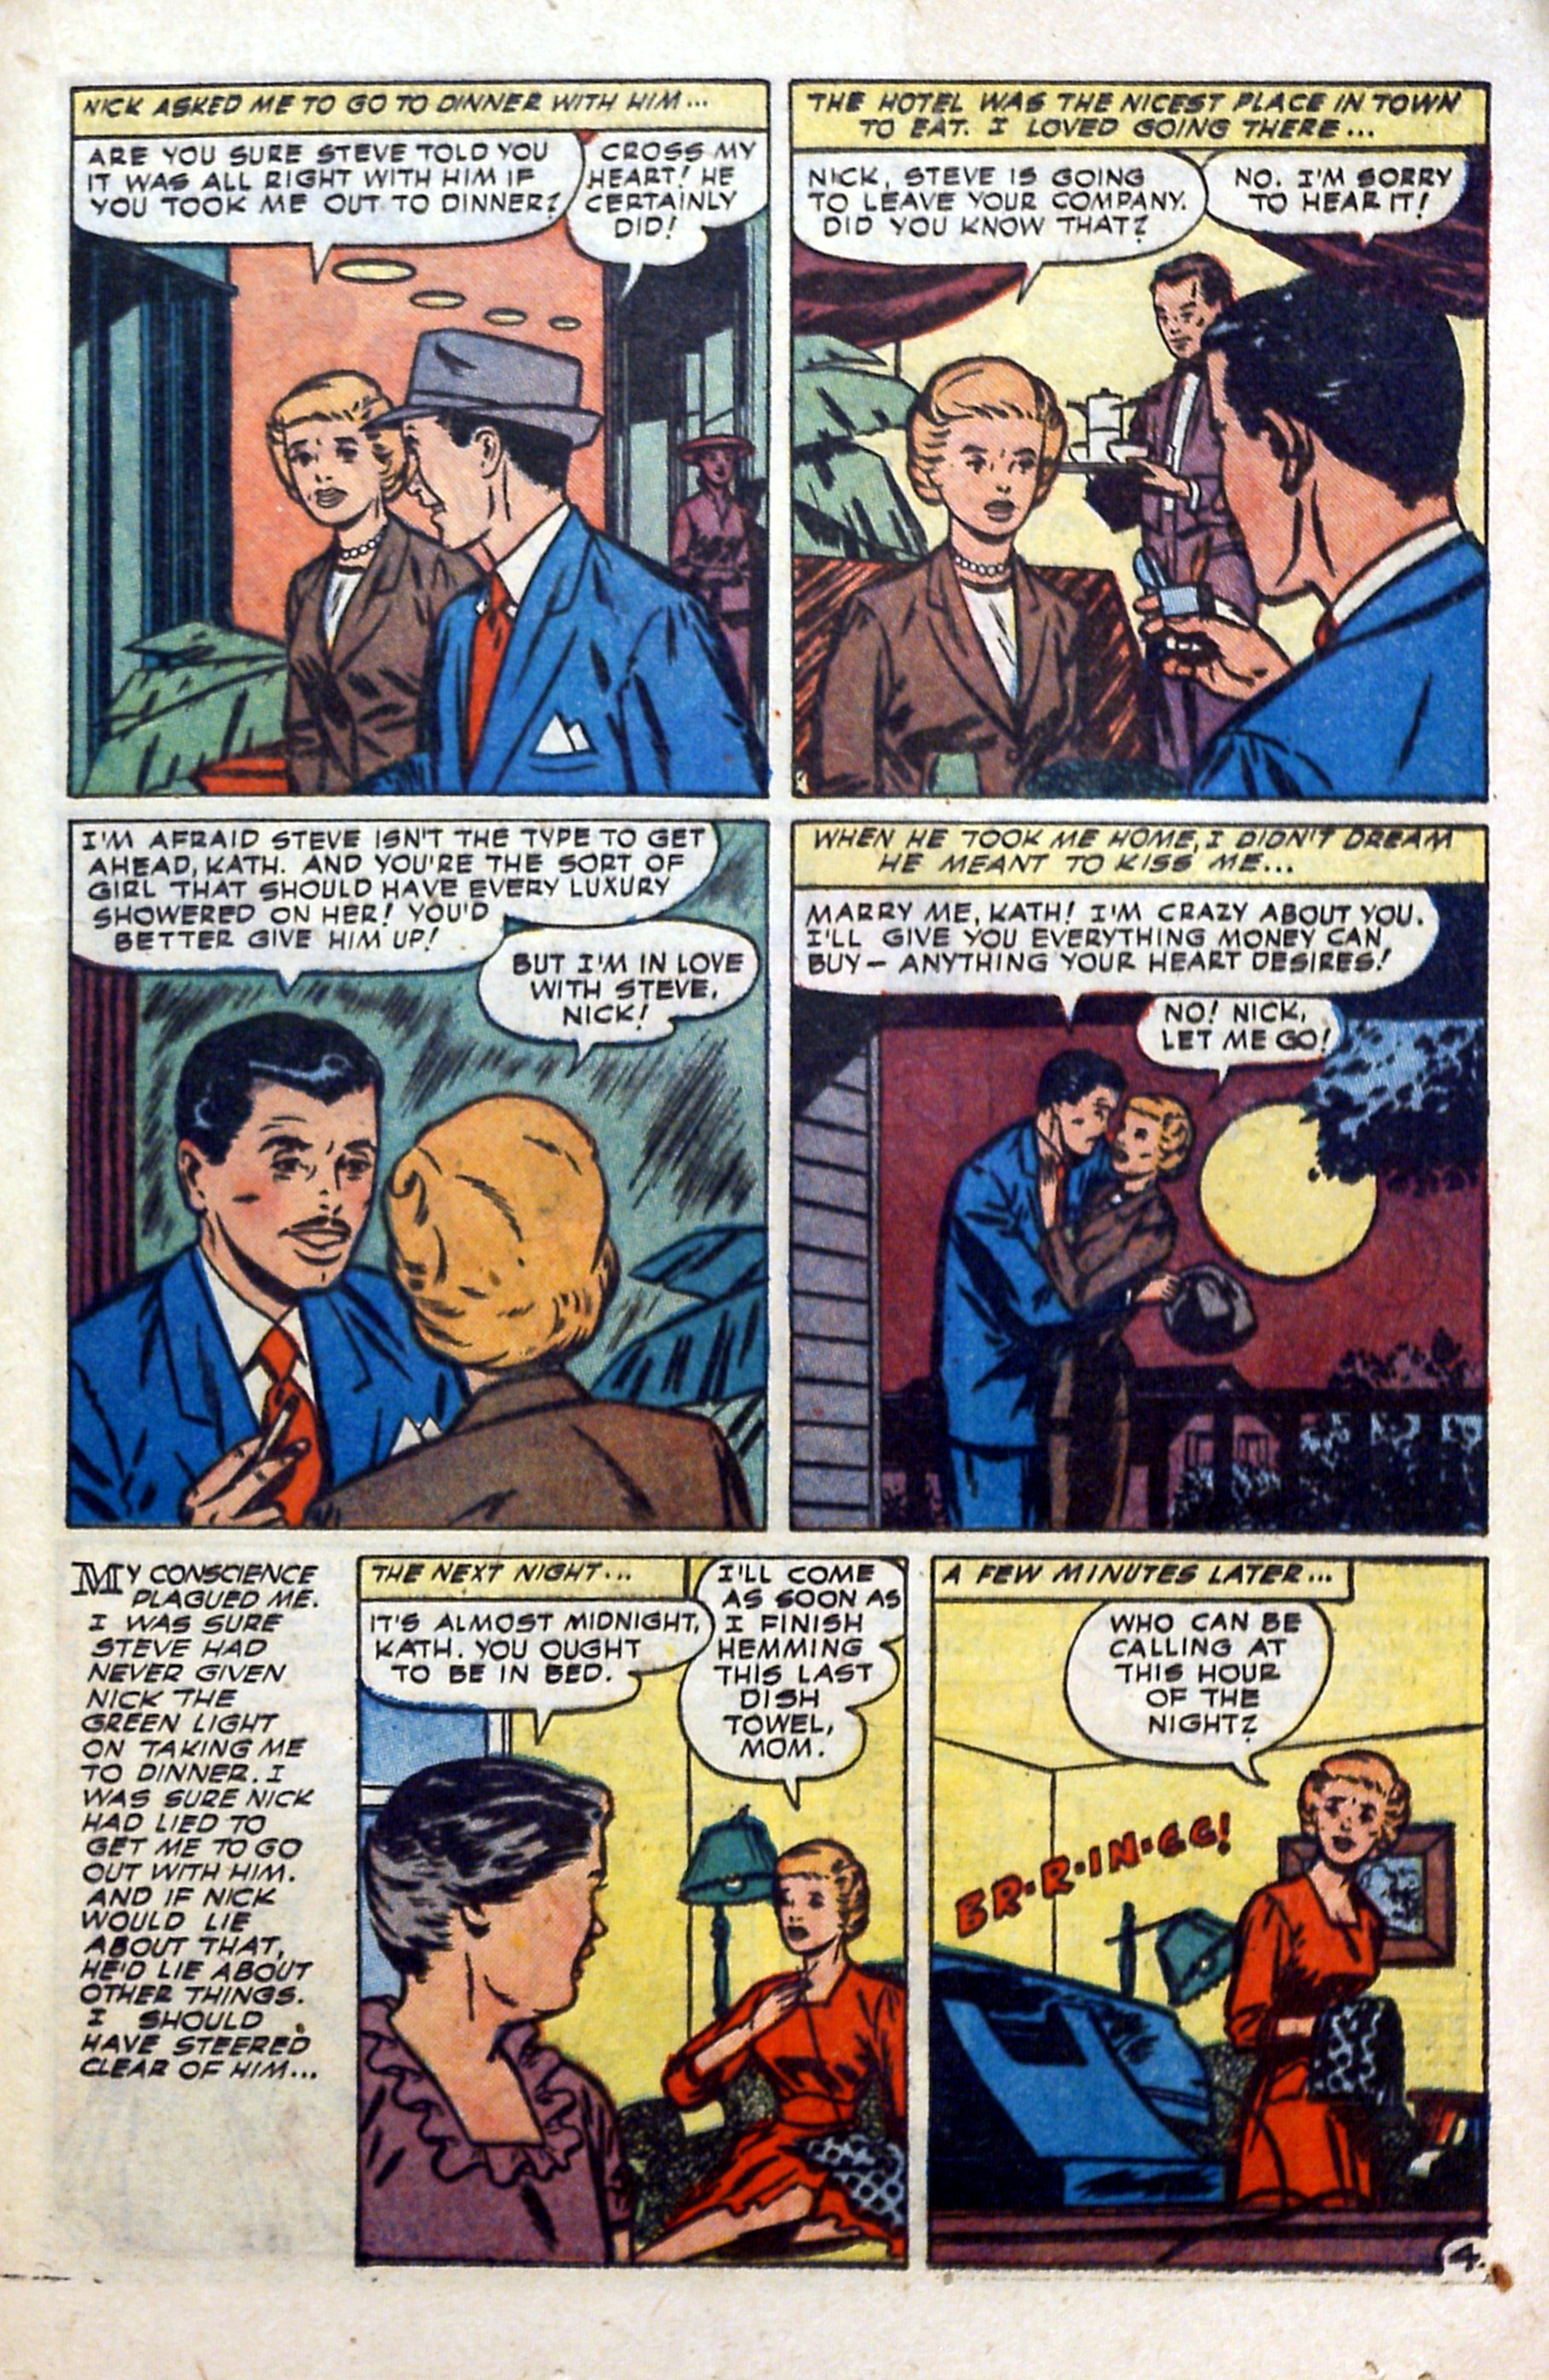 NICK ASKED ME TO GO TO DINNER WITH HIM...
ARE YOU SURE STEVE TOLD YOU
IT WAS ALL RIGHT WITH HIM IF
YOU TOOK ME OUT TO DINNER?
CROSS MY
HEART! HE
CERTAINLY
DID!
THE HOTEL WAS THE NICEST PLACE IN TOWN
TO EAT. I LOVED GOING THERE...
NICK, STEVE IS GOING
TO LEAVE YOUR COMPANY.
DID YOU KNOW THAT?
NO. I'M SORRY
TO HEAR IT!
I'M AFRAID STEVE ISN'T THE TYPE TO GET
AHEAD, KATH. AND YOU'RE THE SORT OF
GIRL THAT SHOULD HAVE EVERY LUXURY
SHOWERED ON HER! YOU'D
BETTER GIVE HIM UP!
BUT I'M IN LOVE
WITH STEVE,
NICK!
WHEN HE TOOK ME HOME, I DIDN'T DREAM
HE MEANT TO KISS ME...
MARRY ME, KATH! I'M CRAZY ABOUT YOU.
I'LL GIVE YOU EVERYTHING MONEY CAN
BUY — ANYTHING YOUR HEART DESIRES!
NO! NICK,
LET ME GO!
MY CONSCIENCE
PLAGUED ME.
I WAS SURE
STEVE HAD
NEVER GIVEN
NICK THE
GREEN LIGHT
ON TAKING ME
TO DINNER. I
WAS SURE NICK
HAD LIED TO
GET ME TO GO
OUT WITH HIM.
AND IF NICK
WOULD LIE
ABOUT THAT,
HE'D LIE ABOUT
OTHER THINGS.
I SHOULD
HAVE STEERED
CLEAR OF HIM...
THE NEXT NIGHT...
IT'S ALMOST MIDNIGHT,
KATH. YOU OUGHT
TO BE IN BED.
I'LL COME
AS SOON AS
I FINISH
HEMMING
THIS LAST
DISH
TOWEL,
MOM.
A FEW MINUTES LATER...
WHO CAN BE
CALLING AT
THIS HOUR
OF THE
NIGHT?
BR-R-IN-GG!
4.